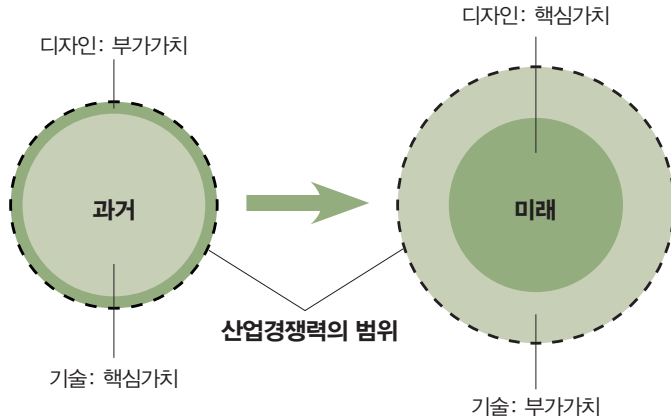 디자인: 핵심가치
디자인: 부가가치
과거
미래
산업경쟁력의 범위
기술: 핵심가치
기술: 부가가치